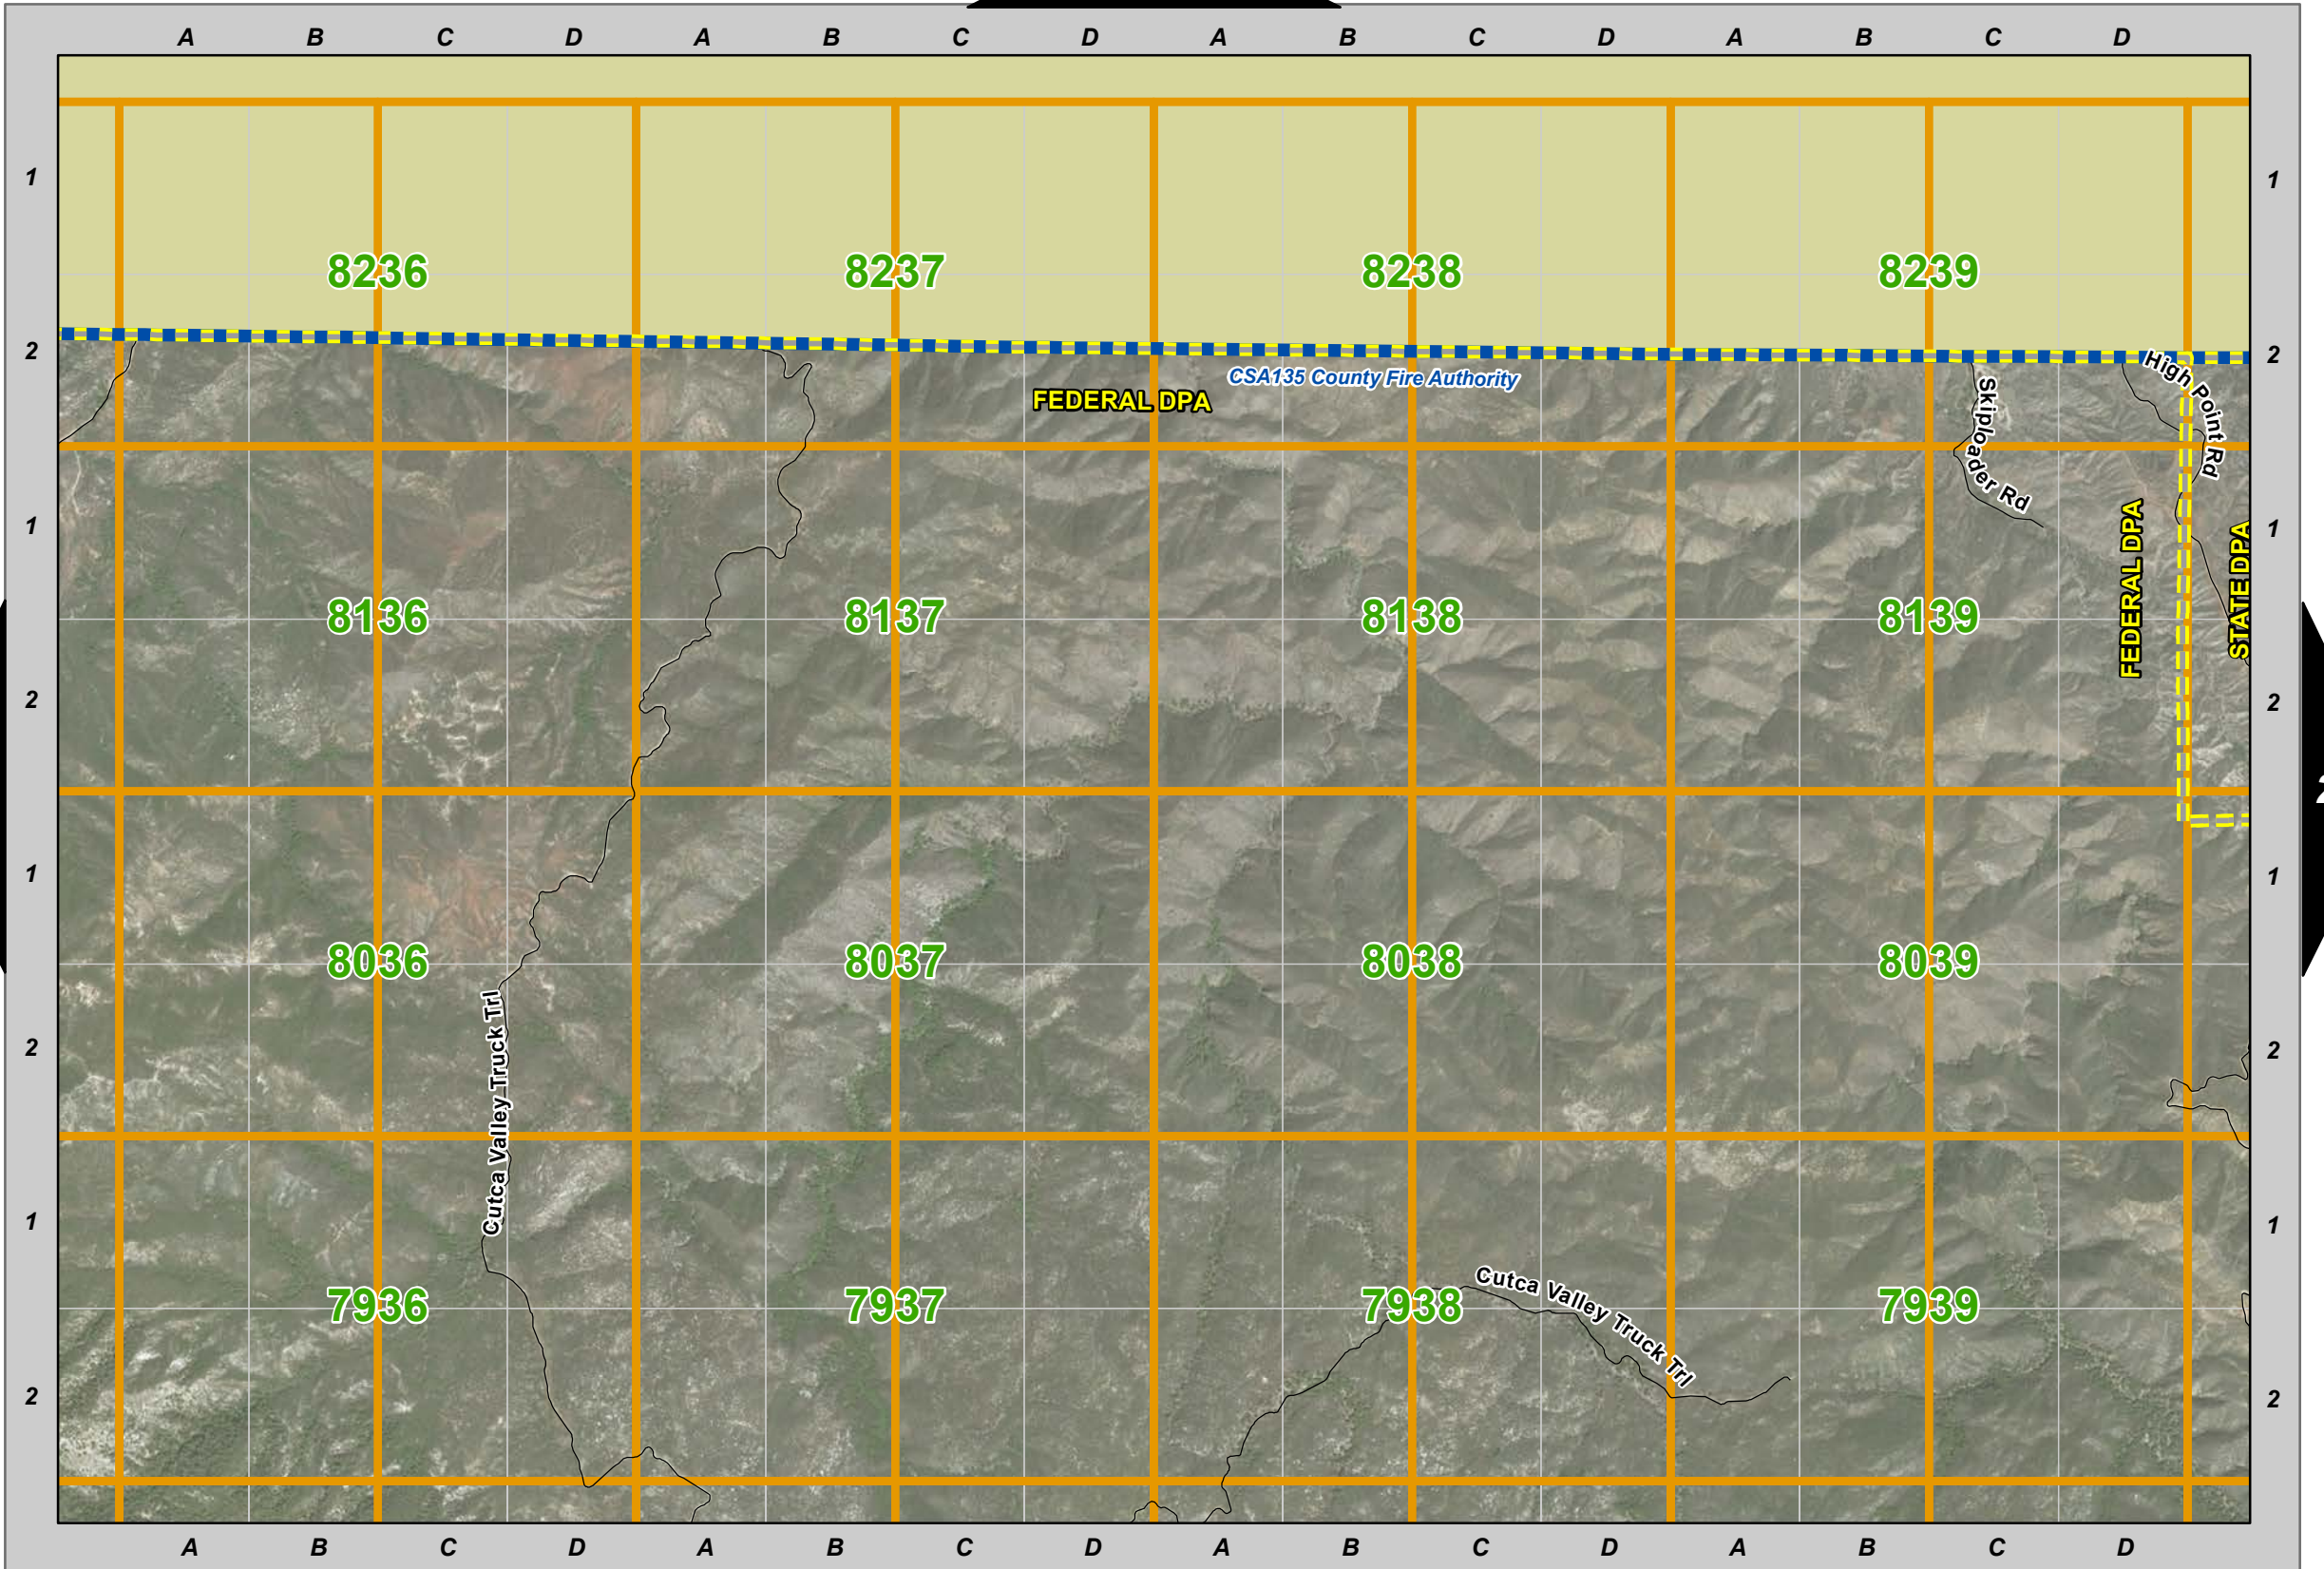 A B C D A B C D A B C D A B C D
1 1
8236 8237 8238 8239
2 2
CSA135 County Fire Authority
FEDERAL DPA
High Point Rd
Skiploader Rd
1 1
FEDERAL DPA
STATE DPA
8136 8137 8138 8139
2 2
1 1
8036 8037 8038 8039
Cutca Valley Truck Trl
2 2
1 1
Cutca Valley Truck Trl
7936 7937 7938 7939
2 2
A B C D A B C D A B C D A B C D